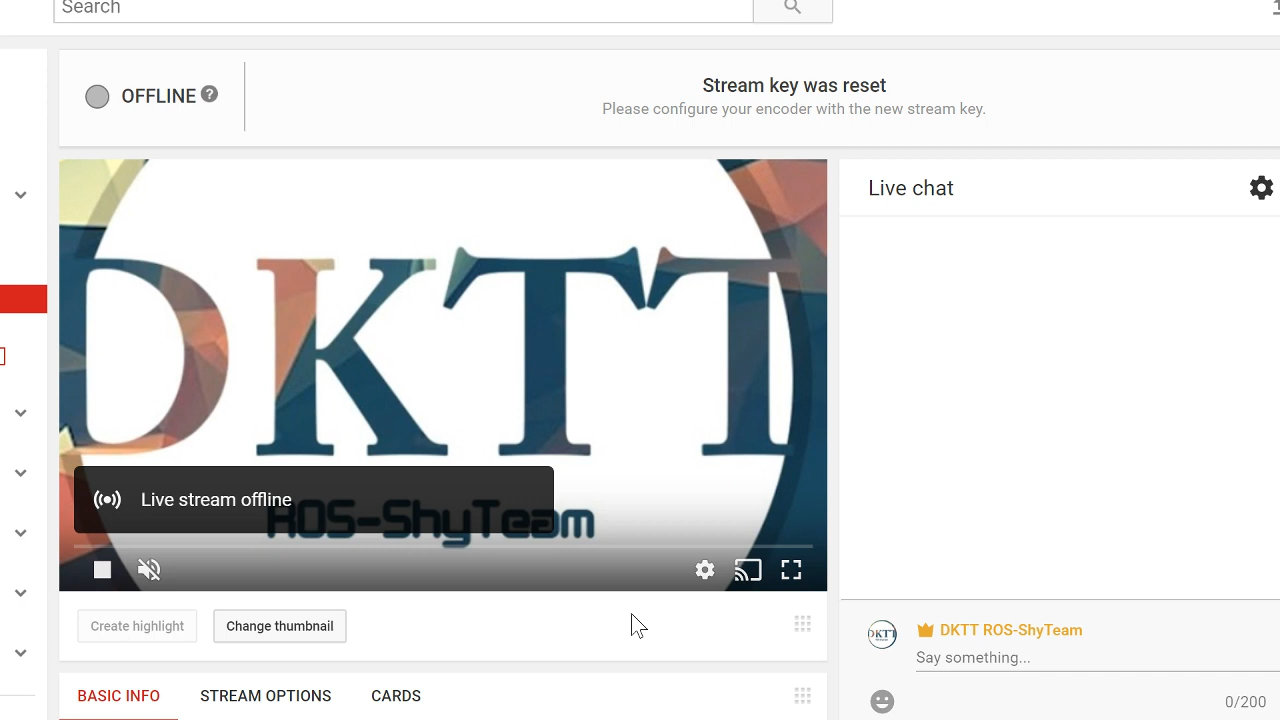 Search
OFFLINE
Stream key was reset
Please configure your encoder with the new stream key.
DKTT
ROS-ShyTeam
Live stream offline
Create highlight
Change thumbnail
BASIC INFO
STREAM OPTIONS
CARDS
Live chat
DKTT
DKTT ROS-ShyTeam
Say something...
0/200